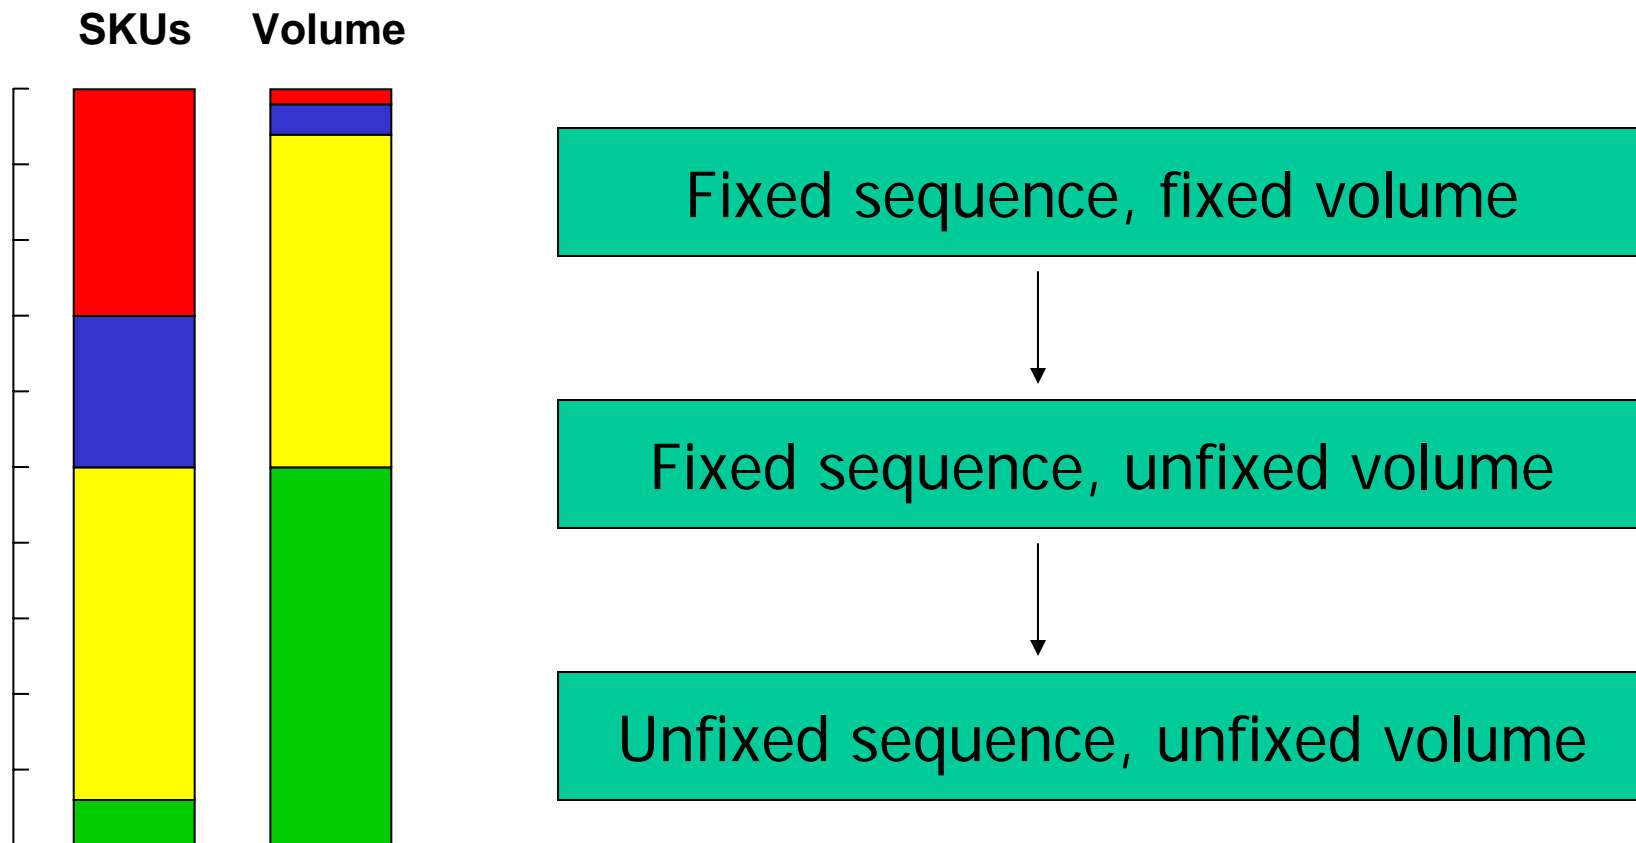 SKUs Volume
Fixed sequence, fixed volume
Fixed sequence, unfixed volume
Unfixed sequence, unfixed volume